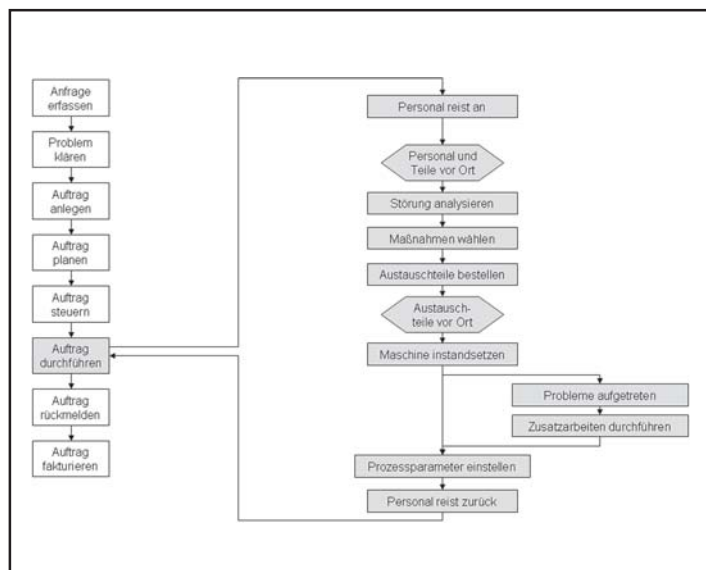 Anfrage
erfassen
Problem
klären
Auftrag
anlegen
Auftrag
planen
Auftrag
steuern
Auftrag
durchführen
Auftrag
rückmelden
Auftrag
fakturieren
Personal reist an
Personal und
Teile vor Ort
Störung analysieren
Maßnahmen wählen
Austauschteile bestellen
Austausch-
teile vor Ort
Maschine instandsetzen
Probleme aufgetreten
Zusatzarbeiten durchführen
Prozessparameter einstellen
Personal reist zurück